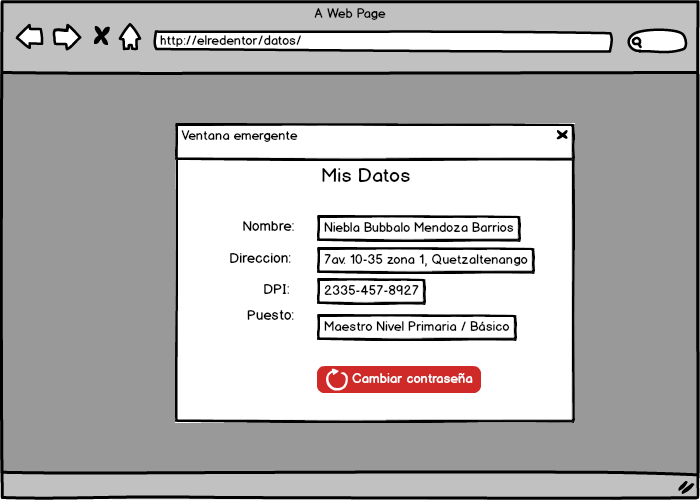 A Web Page
http://elredentor/datos/
Ventana emergente
Mis Datos
Nombre: Niebla Bubbalo Mendoza Barrios
Direccion: 7av. 10-35 zona 1, Quetzaltenango
DPI: 2335-457-8927
Puesto: Maestro Nivel Primaria / Básico
Cambiar contraseña